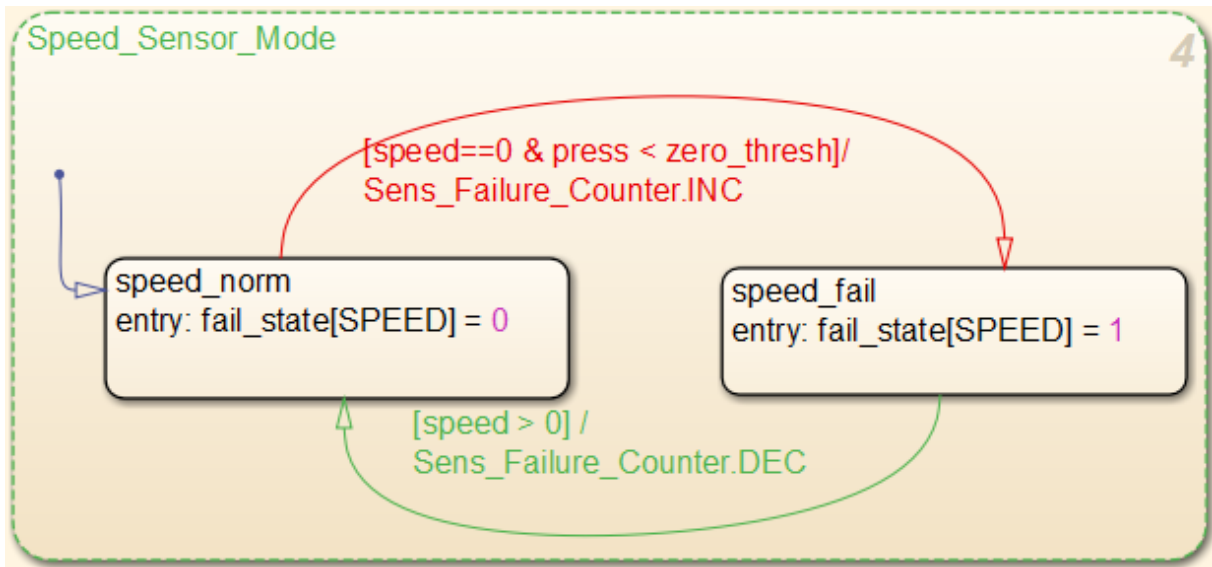 Speed_Sensor_Mode
4
[speed==0 & press < zero_thresh]/
Sens_Failure_Counter.INC
speed_norm
entry: fail_state[SPEED] = 0
speed_fail
entry: fail_state[SPEED] = 1
[speed > 0] /
Sens_Failure_Counter.DEC